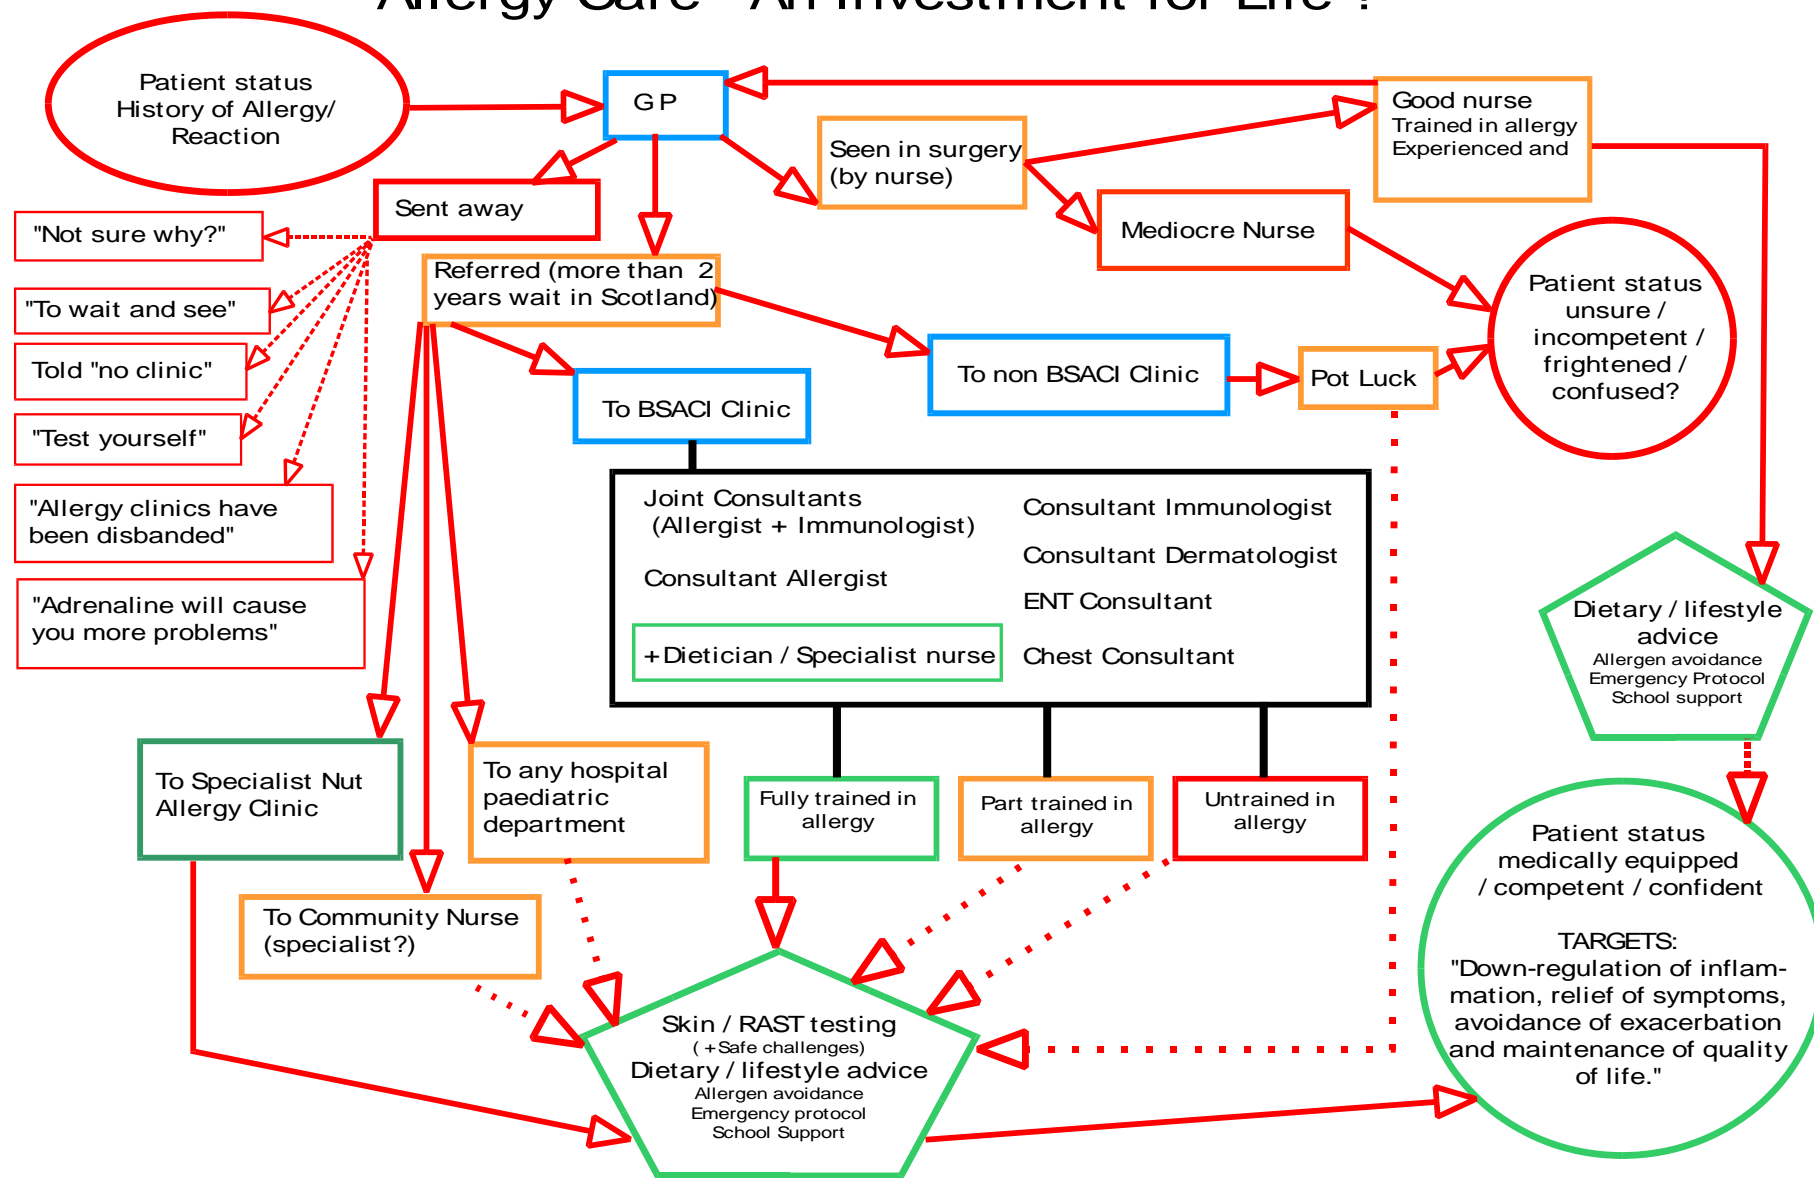 Allergy Care - An Investment for Life ?
Patient status
History of Allergy/
Reaction
GP
Good nurse
Trained in allergy
Experienced and
Seen in surgery
(by nurse)
Sent away
Mediocre Nurse
"Not sure why?"
"To wait and see"
Told "no clinic"
"Test yourself"
"Allergy clinics have
been disbanded"
"Adrenaline will cause
you more problems"
Referred (more than 2
years wait in Scotland)
Patient status
unsure /
incompetent /
frightened /
confused?
To BSACI Clinic
To non BSACI Clinic
Pot Luck
Joint Consultants
(Allergist + Immunologist)
Consultant Allergist
+Dietician / Specialist nurse
Consultant Immunologist
Consultant Dermatologist
ENT Consultant
Chest Consultant
Dietary / lifestyle
advice
Allergen avoidance
Emergency Protocol
School support
To Specialist Nut
Allergy Clinic
To any hospital
paediatric
department
Fully trained in
allergy
Part trained in
allergy
Untrained in
allergy
To Community Nurse
(specialist?)
Skin / RAST testing
( +Safe challenges)
Dietary / lifestyle advice
Allergen avoidance
Emergency protocol
School Support
Patient status
medically equipped
/ competent / confident
TARGETS:
"Down-regulation of inflam-
mation, relief of symptoms,
avoidance of exacerbation
and maintenance of quality
of life."